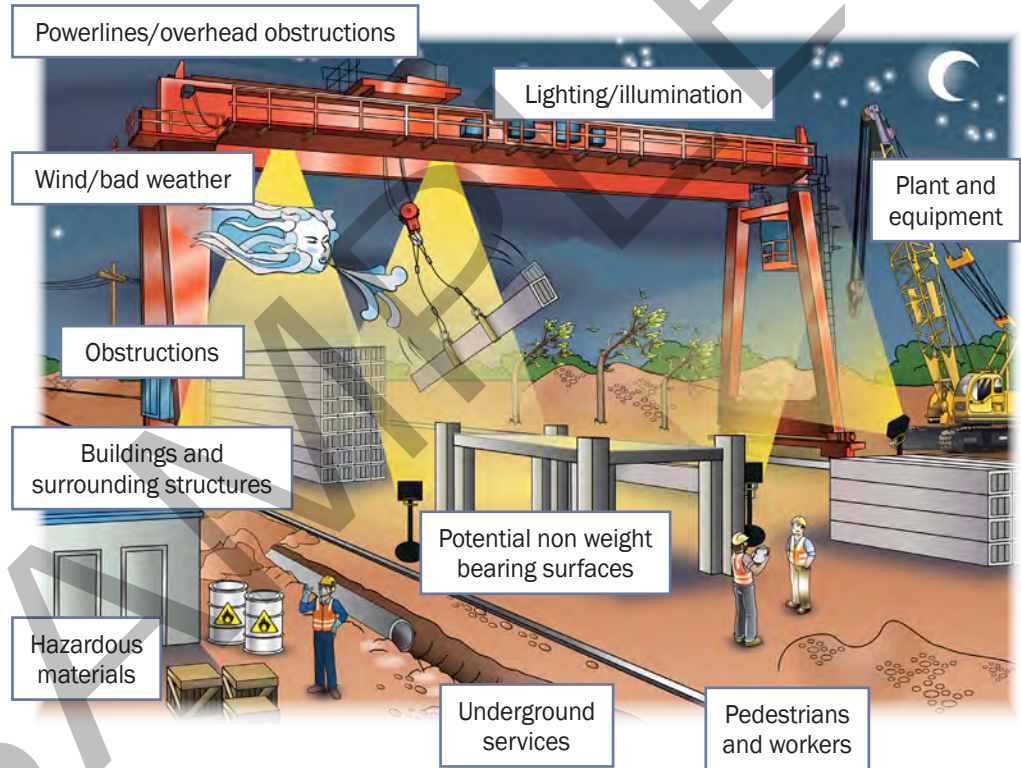 Powerlines/overhead obstructions
Lighting/illumination
Wind/bad weather
Plant and
equipment
Obstructions
Buildings and
surrounding structures
Potential non weight
bearing surfaces
Hazardous
materials
Underground
services
Pedestrians
and workers
SAMPLE